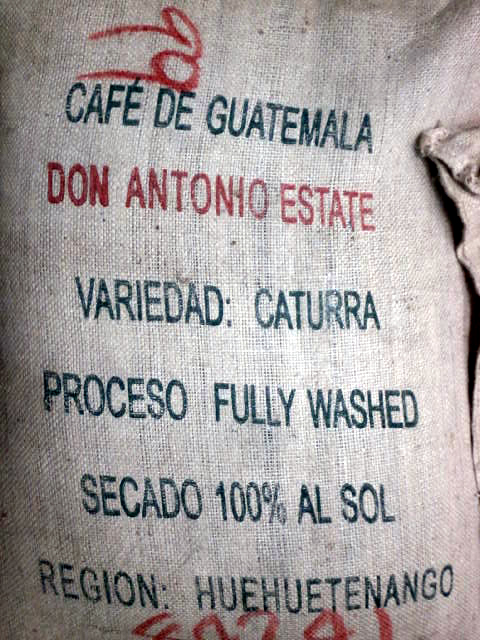 CAFÉ DE GUATEMALA
DON ANTONIO ESTATE
VARIEDAD: CATURRA
PROCESO FULLY WASHED
SECADO 100% AL SOL
REGION: HUEHUETENANGO